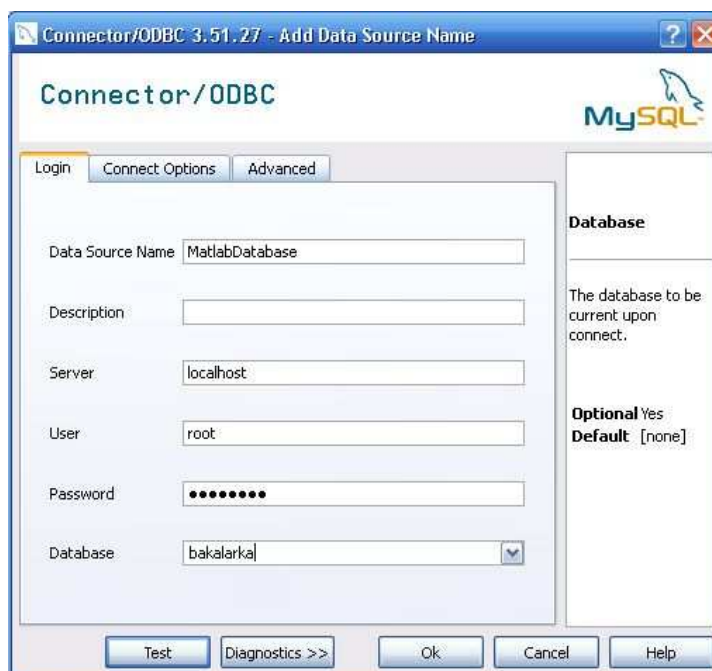 Connector/ODBC 3.51.27 - Add Data Source Name
Connector/ODBC
MySQL
Login Connect Options Advanced
Data Source Name MatlabDatabase
Description
Server localhost
User root
Password ●●●●●●●●
Database bakalarka
Database
The database to be
current upon
connect.
Optional Yes
Default [none]
Test Diagnostics >> Ok Cancel Help